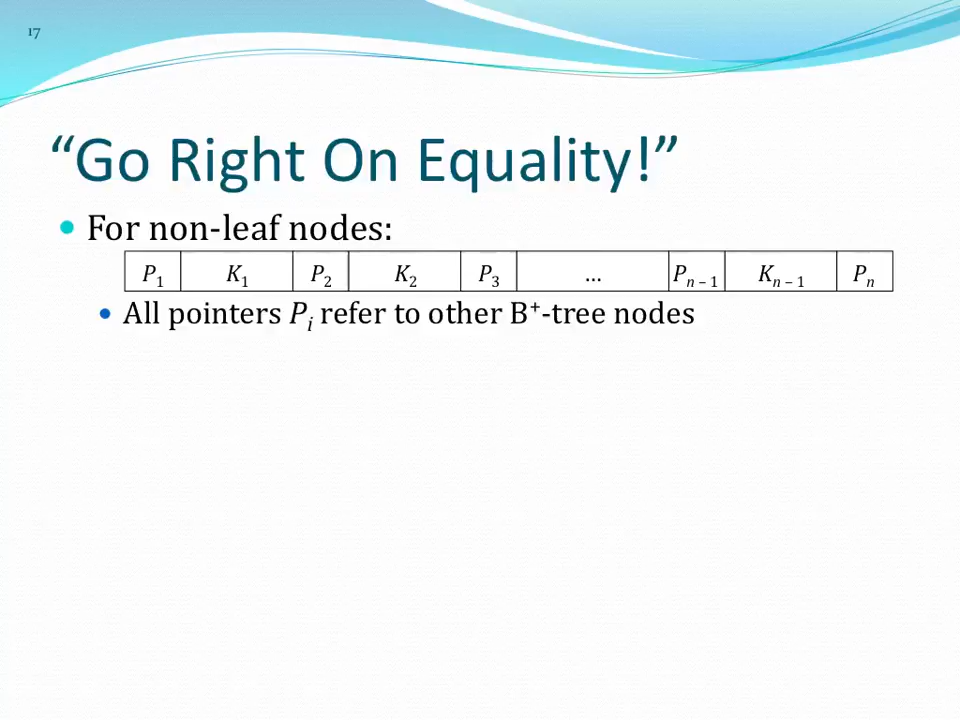 17
“Go Right On Equality!”
• For non-leaf nodes:
P₁ K₁ P₂ K₂ P₃ … Pₙ₋₁ Kₙ₋₁ Pₙ
• All pointers Pᵢ refer to other B⁺-tree nodes